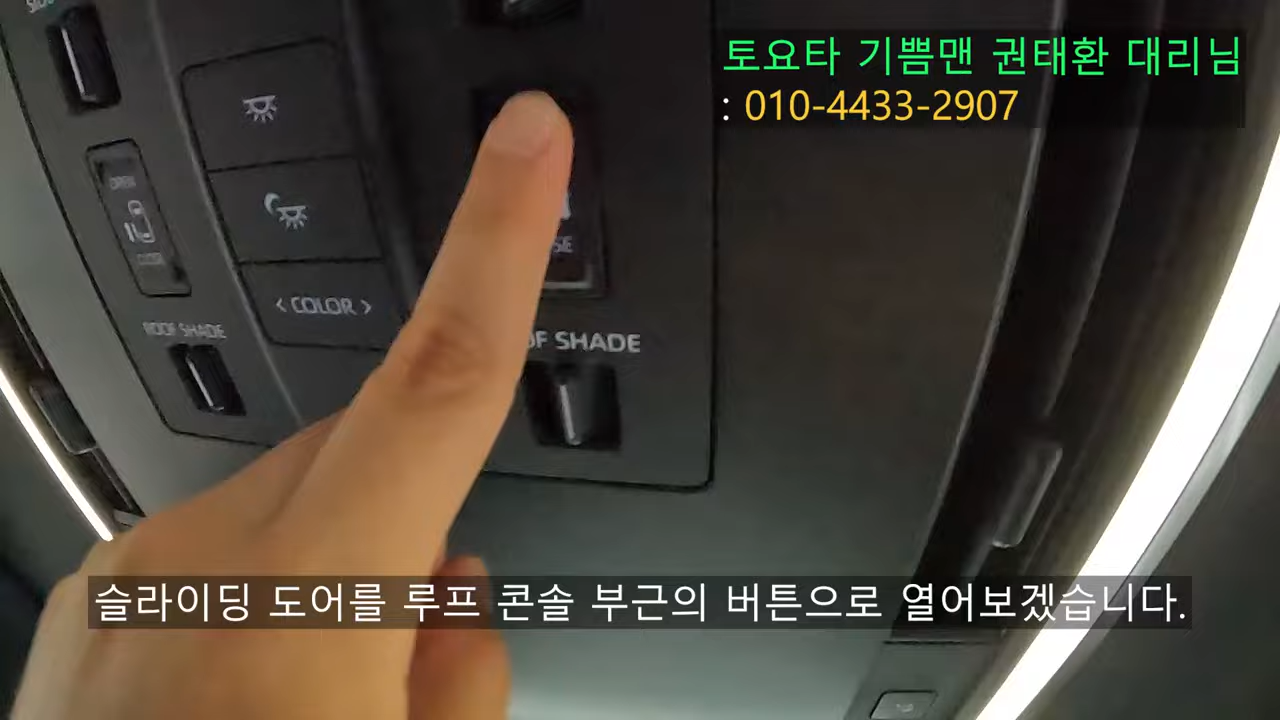 토요타 기쁨맨 권태환 대리님
: 010-4433-2907
OPEN
CLOSE
< COLOR >
ROOF SHADE
SHADE
슬라이딩 도어를 루프 콘솔 부근의 버튼으로 열어보겠습니다.